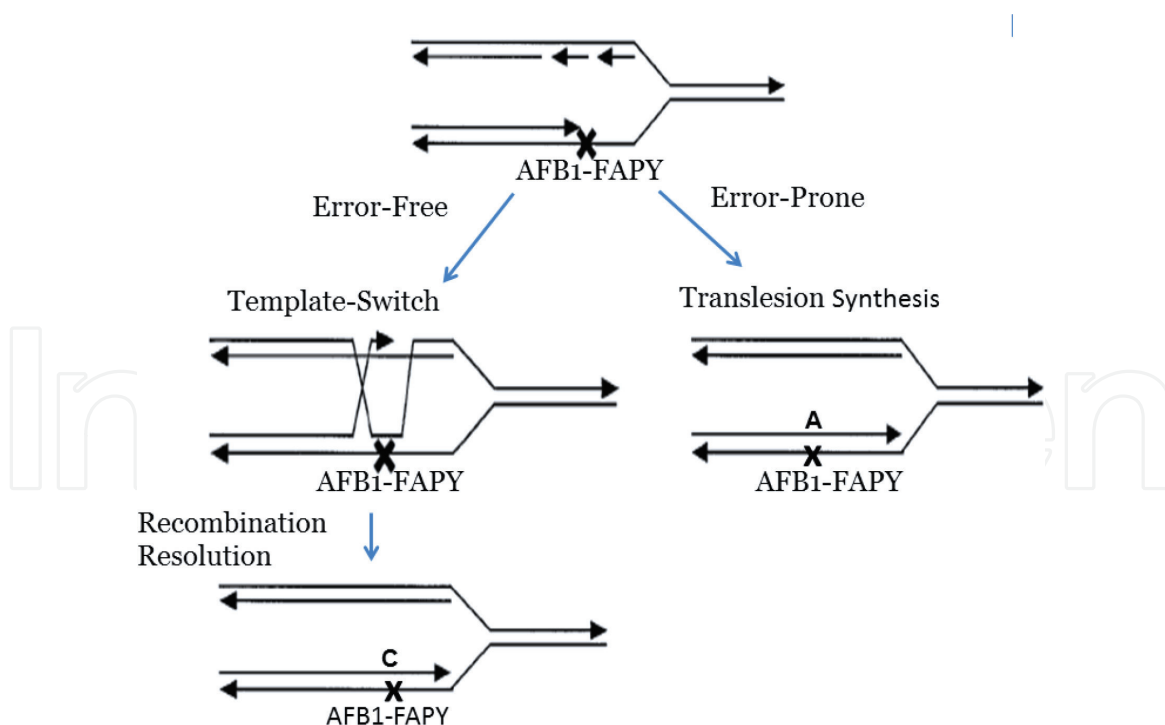 AFB1-FAPY
Error-Free
Error-Prone
Template-Switch
Translesion Synthesis
A
AFB1-FAPY
AFB1-FAPY
Recombination
Resolution
C
AFB1-FAPY